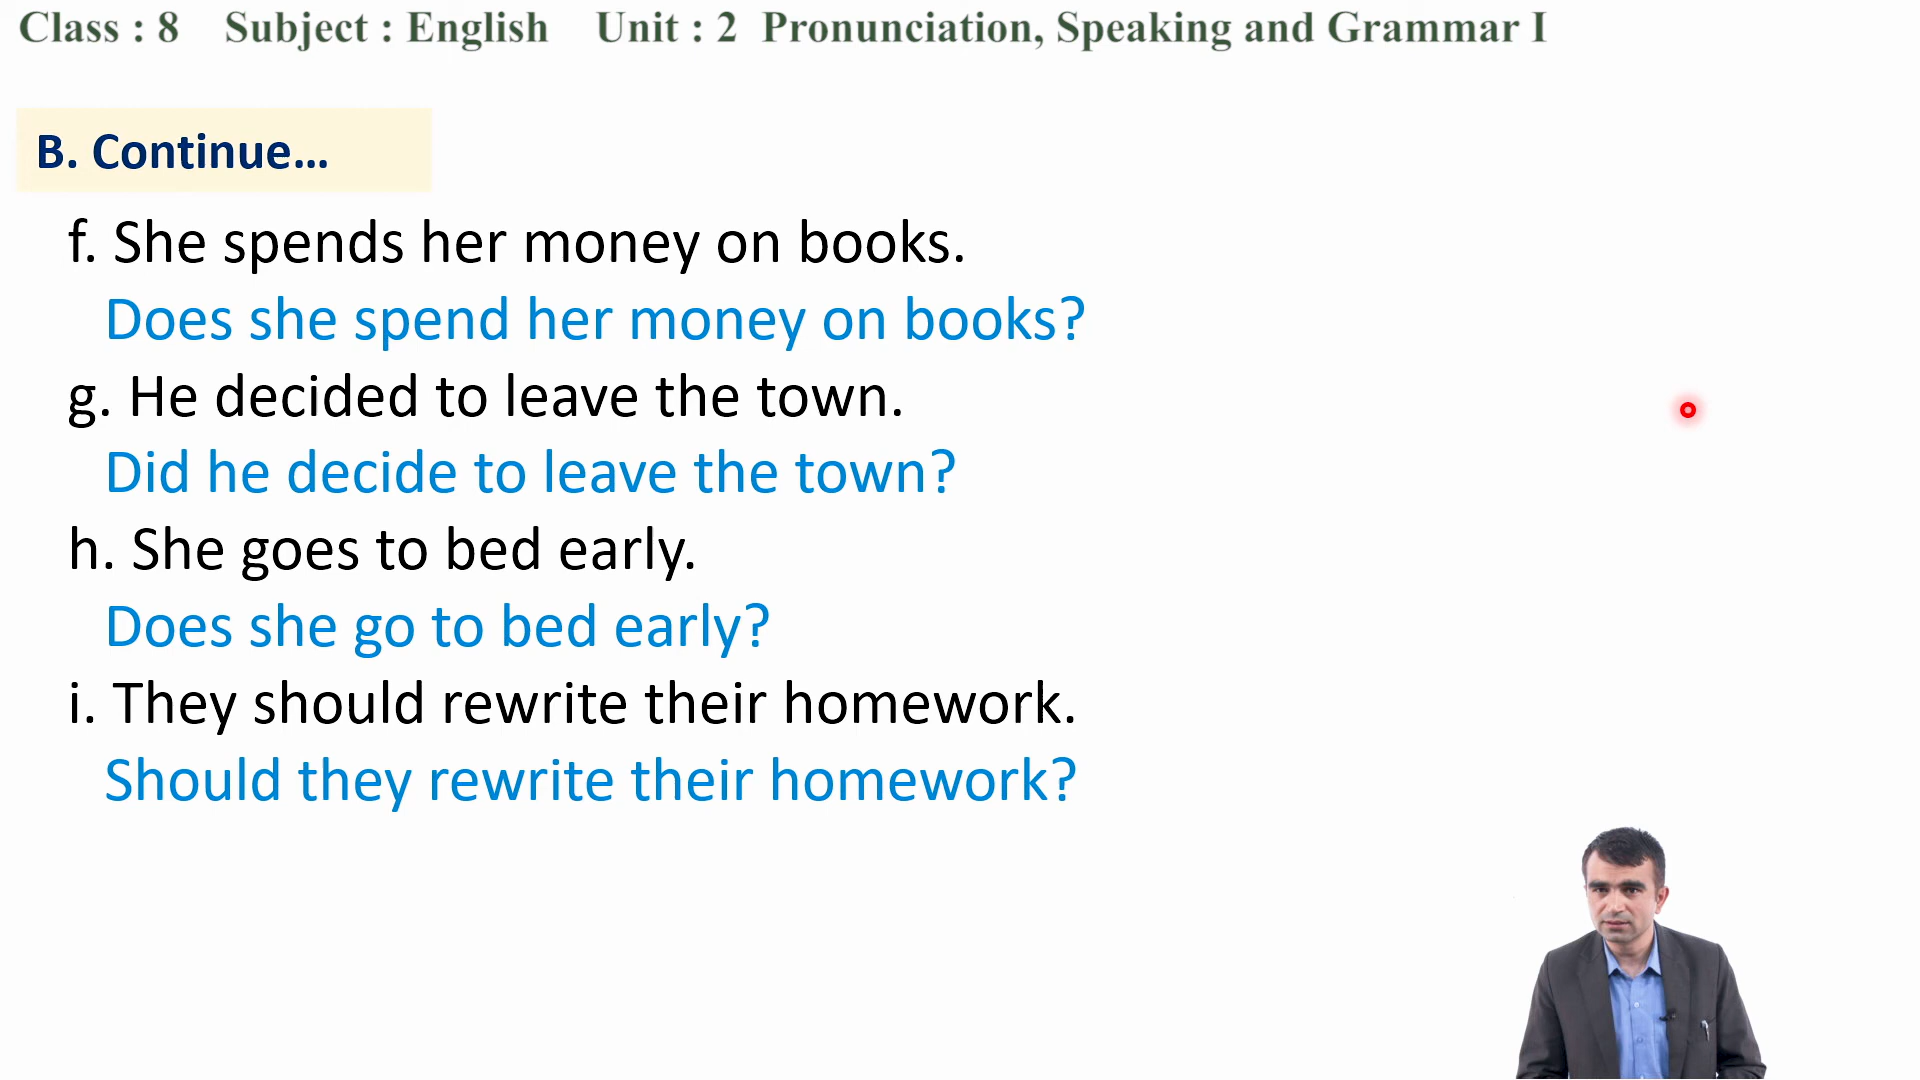 Class : 8 Subject : English Unit : 2 Pronunciation, Speaking and Grammar I
B. Continue...
f. She spends her money on books.
Does she spend her money on books?
g. He decided to leave the town.
Did he decide to leave the town?
h. She goes to bed early.
Does she go to bed early?
i. They should rewrite their homework.
Should they rewrite their homework?